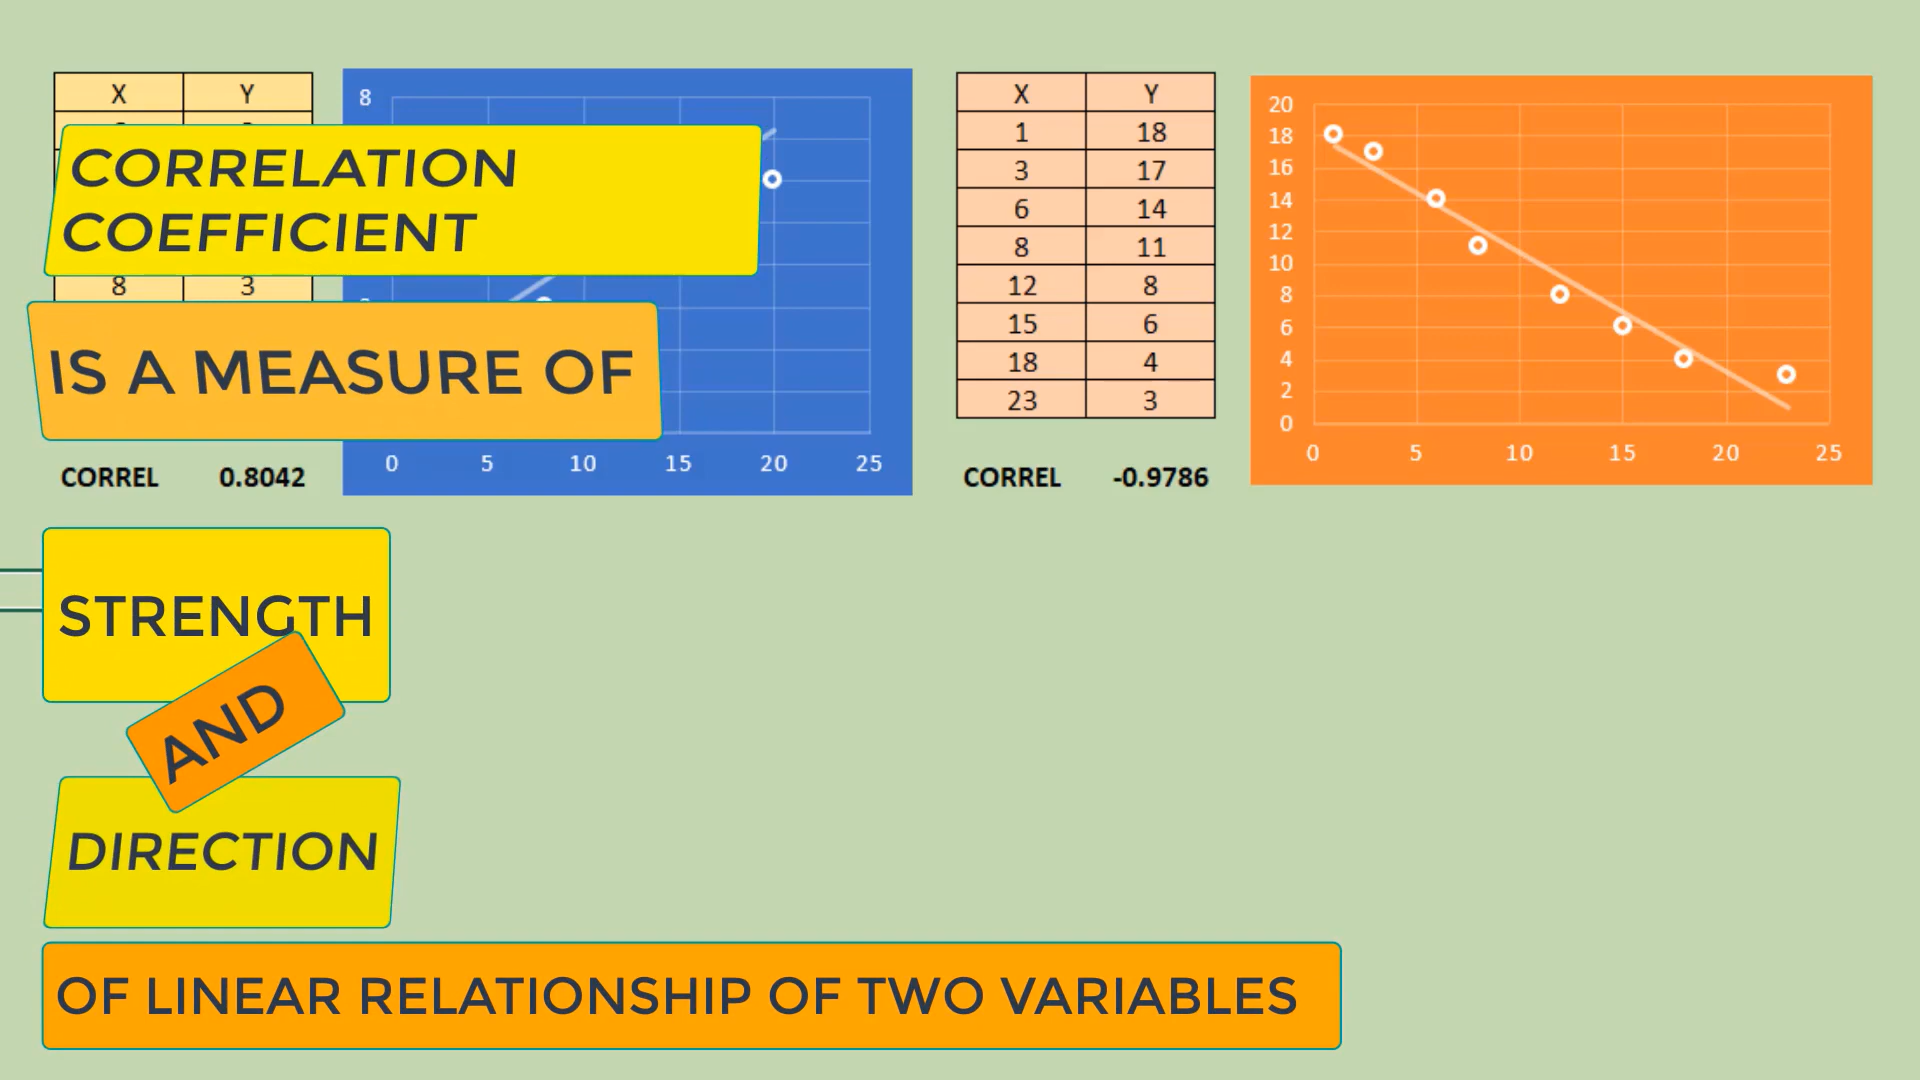 X Y
CORRELATION
COEFFICIENT
8 3
IS A MEASURE OF
CORREL 0.8042
8
0 5 10 15 20 25
X Y
1 18
3 17
6 14
8 11
12 8
15 6
18 4
23 3
CORREL -0.9786
20
18
16
14
12
10
8
6
4
2
0
0 5 10 15 20 25
STRENGTH
AND
DIRECTION
OF LINEAR RELATIONSHIP OF TWO VARIABLES